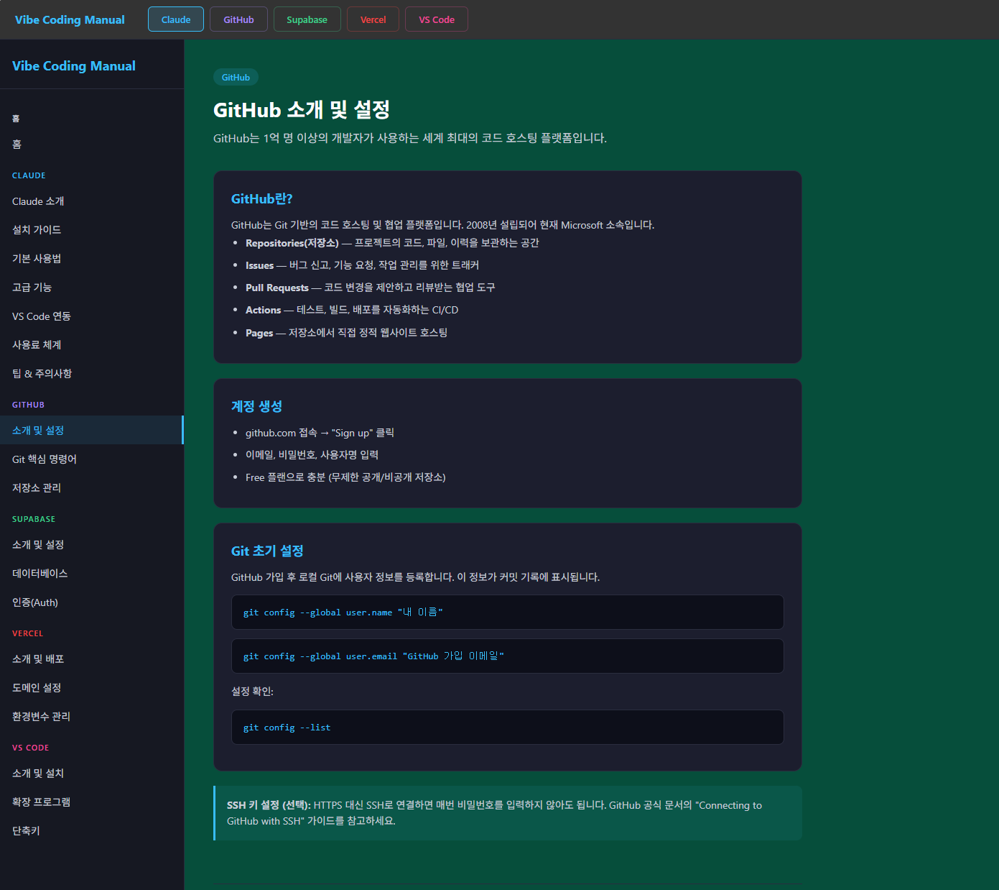 Vibe Coding Manual
Claude
GitHub
Supabase
Vercel
VS Code
Vibe Coding Manual
홈
홈
CLAUDE
Claude 소개
설치 가이드
기본 사용법
고급 기능
VS Code 연동
사용료 체계
팁 & 주의사항
GITHUB
소개 및 설정
Git 핵심 명령어
저장소 관리
SUPABASE
소개 및 설정
데이터베이스
인증(Auth)
VERCEL
소개 및 배포
도메인 설정
환경변수 관리
VS CODE
소개 및 설치
확장 프로그램
단축키
GitHub
GitHub 소개 및 설정
GitHub는 1억 명 이상의 개발자가 사용하는 세계 최대의 코드 호스팅 플랫폼입니다.
GitHub란?
GitHub는 Git 기반의 코드 호스팅 및 협업 플랫폼입니다. 2008년 설립되어 현재 Microsoft 소속입니다.
• Repositories(저장소) — 프로젝트의 코드, 파일, 이력을 보관하는 공간
• Issues — 버그 신고, 기능 요청, 작업 관리를 위한 트래커
• Pull Requests — 코드 변경을 제안하고 리뷰받는 협업 도구
• Actions — 테스트, 빌드, 배포를 자동화하는 CI/CD
• Pages — 저장소에서 직접 정적 웹사이트 호스팅
계정 생성
• github.com 접속 → "Sign up" 클릭
• 이메일, 비밀번호, 사용자명 입력
• Free 플랜으로 충분 (무제한 공개/비공개 저장소)
Git 초기 설정
GitHub 가입 후 로컬 Git에 사용자 정보를 등록합니다. 이 정보가 커밋 기록에 표시됩니다.
git config --global user.name "내 이름"
git config --global user.email "GitHub 가입 이메일"
설정 확인:
git config --list
SSH 키 설정 (선택): HTTPS 대신 SSH로 연결하면 매번 비밀번호를 입력하지 않아도 됩니다. GitHub 공식 문서의 "Connecting to
GitHub with SSH" 가이드를 참고하세요.